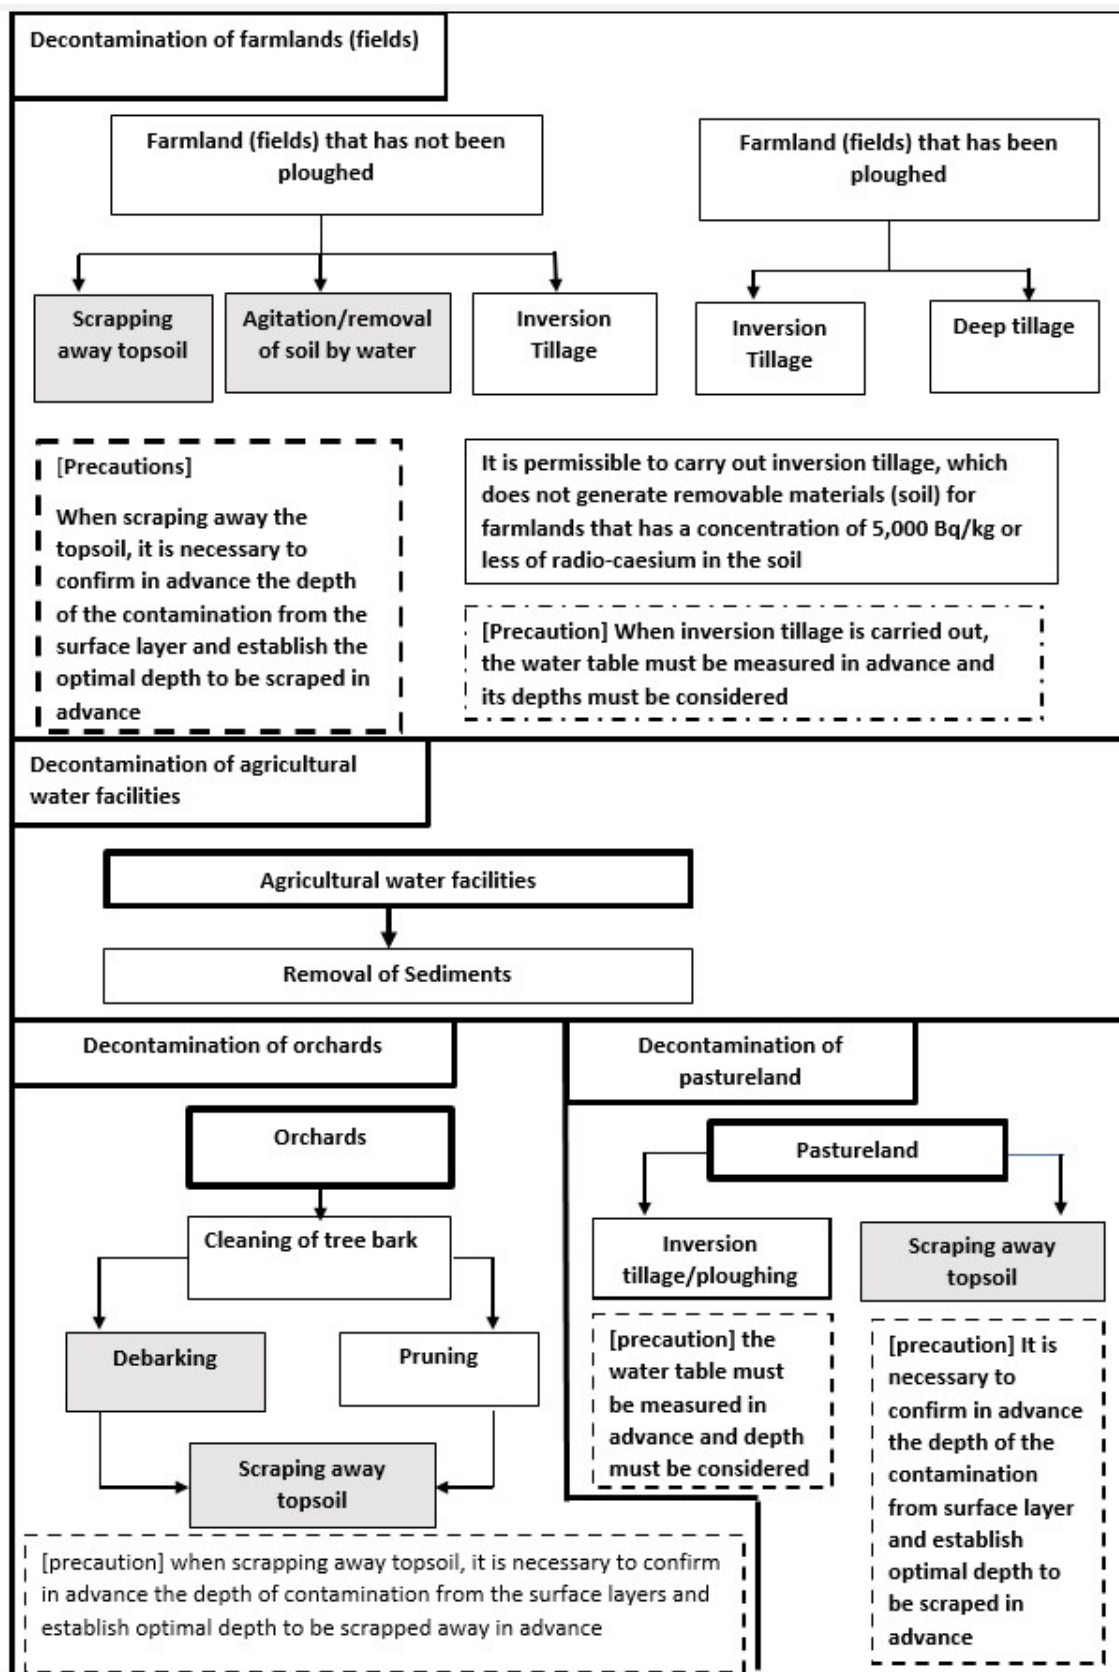 Decontamination of farmlands (fields)
Farmland (fields) that has not been
ploughed
Farmland (fields) that has been
ploughed
Scrapping
away topsoil
Agitation/removal
of soil by water
Inversion
Tillage
Inversion
Tillage
Deep tillage
[Precautions]
When scraping away the
topsoil, it is necessary to
confirm in advance the depth
of the contamination from the
surface layer and establish the
optimal depth to be scraped in
advance
It is permissible to carry out inversion tillage, which
does not generate removable materials (soil) for
farmlands that has a concentration of 5,000 Bq/kg or
less of radio-caesium in the soil
[Precaution] When inversion tillage is carried out,
the water table must be measured in advance and
its depths must be considered
Decontamination of agricultural
water facilities
Agricultural water facilities
Removal of Sediments
Decontamination of orchards
Orchards
Cleaning of tree bark
Debarking
Pruning
Scraping away
topsoil
[precaution] when scrapping away topsoil, it is necessary to confirm
in advance the depth of contamination from the surface layers and
establish optimal depth to be scrapped away in advance
Decontamination of
pastureland
Pastureland
Inversion
tillage/ploughing
Scraping away
topsoil
[precaution] the
water table must
be measured in
advance and depth
must be considered
[precaution] It is
necessary to
confirm in advance
the depth of the
contamination
from surface layer
and establish
optimal depth to
be scraped in
advance